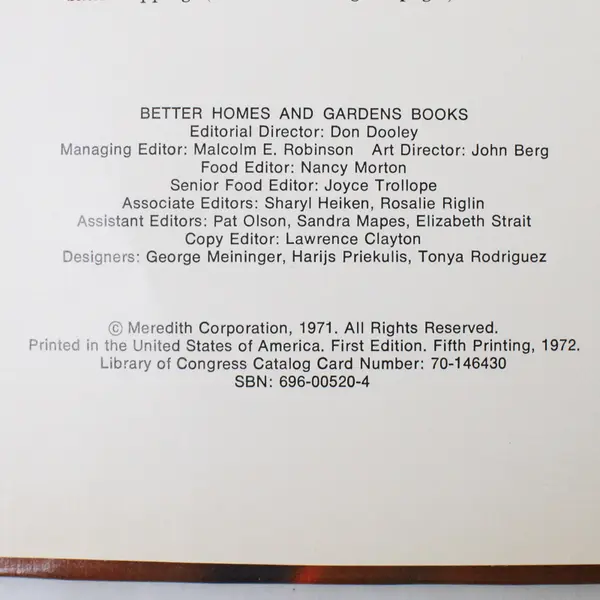 BETTER HOMES AND GARDENS BOOKS
Editorial Director: Don Dooley
Managing Editor: Malcolm E. Robinson Art Director: John Berg
Food Editor: Nancy Morton
Senior Food Editor: Joyce Trollope
Associate Editors: Sharyl Heiken, Rosalie Riglin
Assistant Editors: Pat Olson, Sandra Mapes, Elizabeth Strait
Copy Editor: Lawrence Clayton
Designers: George Meininger, Harijs Priekulis, Tonya Rodriguez
© Meredith Corporation, 1971. All Rights Reserved.
Printed in the United States of America. First Edition. Fifth Printing, 1972.
Library of Congress Catalog Card Number: 70-146430
SBN: 696-00520-4